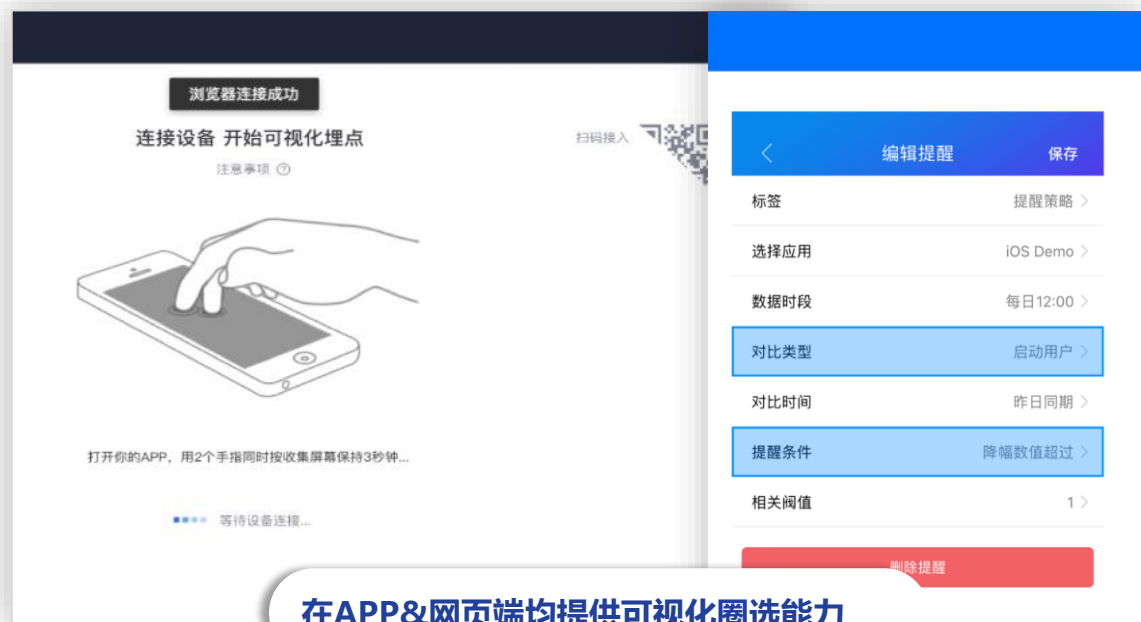 浏览器连接成功
连接设备 开始可视化埋点
注意事项 ?
扫码接入
打开你的APP，用2个手指同时按收集屏幕保持3秒钟...
等待设备连接...
编辑提醒
保存
标签 提醒策略
选择应用 iOS Demo
数据时段 每日12:00
对比类型 启动用户
对比时间 昨日同期
提醒条件 降幅数值超过
相关阀值 1
删除提醒
在APP&网页端均提供可视化圈选能力